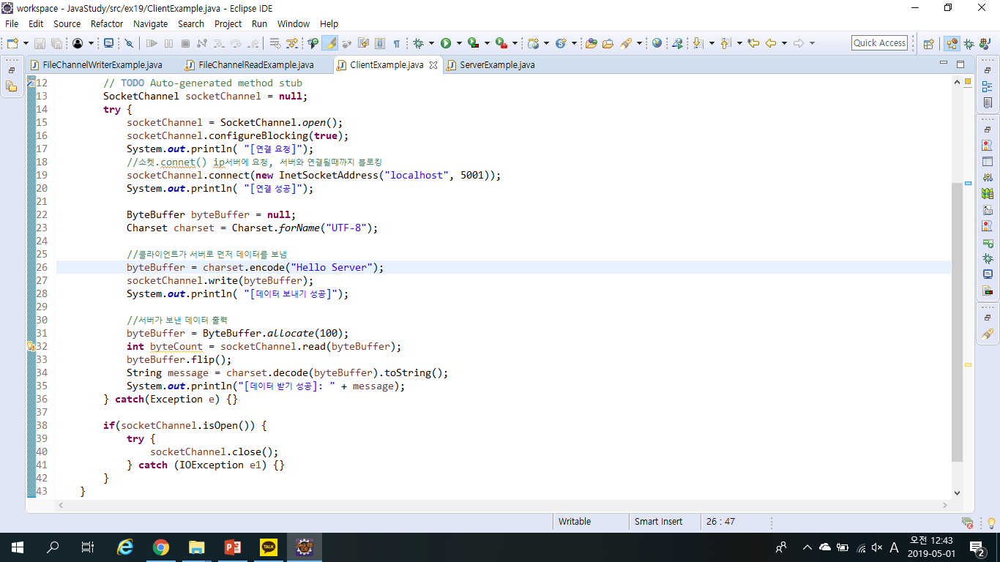 workspace - JavaStudy/src/ex19/ClientExample.java - Eclipse IDE
File Edit Source Refactor Navigate Search Project Run Window Help
Quick Access
FileChannelWriterExample.java FileChannelReadExample.java ClientExample.java ServerExample.java
12 // TODO Auto-generated method stub
13 SocketChannel socketChannel = null;
14 try {
15 socketChannel = SocketChannel.open();
16 socketChannel.configureBlocking(true);
17 System.out.println( "[연결 요청]");
18 //소켓.connet() ip서버에 요청, 서버와 연결될때까지 블로킹
19 socketChannel.connect(new InetSocketAddress("localhost", 5001));
20 System.out.println( "[연결 성공]");
21
22 ByteBuffer byteBuffer = null;
23 Charset charset = Charset.forName("UTF-8");
24
25 //클라이언트가 서버로 먼저 데이터를 보냄
26 byteBuffer = charset.encode("Hello Server");
27 socketChannel.write(byteBuffer);
28 System.out.println( "[데이터 보내기 성공]");
29
30 //서버가 보낸 데이터 출력
31 byteBuffer = ByteBuffer.allocate(100);
32 int byteCount = socketChannel.read(byteBuffer);
33 byteBuffer.flip();
34 String message = charset.decode(byteBuffer).toString();
35 System.out.println("[데이터 받기 성공]: " + message);
36 } catch(Exception e) {}
37
38 if(socketChannel.isOpen()) {
39 try {
40 socketChannel.close();
41 } catch (IOException e1) {}
42 }
43 }
Writable Smart Insert 26 : 47
TALK
Java EE IDE
A
오전 12:43
2019-05-01
2